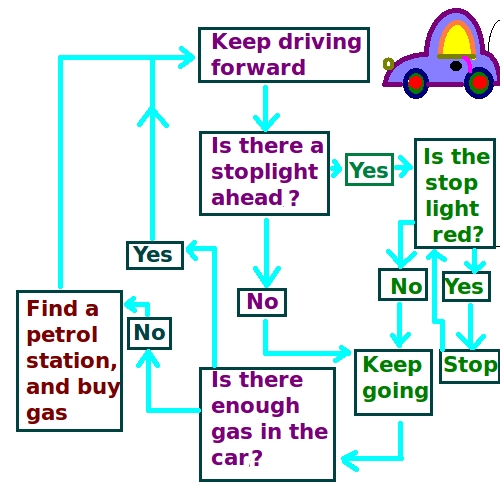 Keep driving
forward
Is there a
stoplight
ahead ?
Yes
Is the
stop
light
red?
Yes
No
Yes
No
Find a
petrol
station,
and buy
gas
No
Keep
going
Stop
Is there
enough
gas in the
car,?